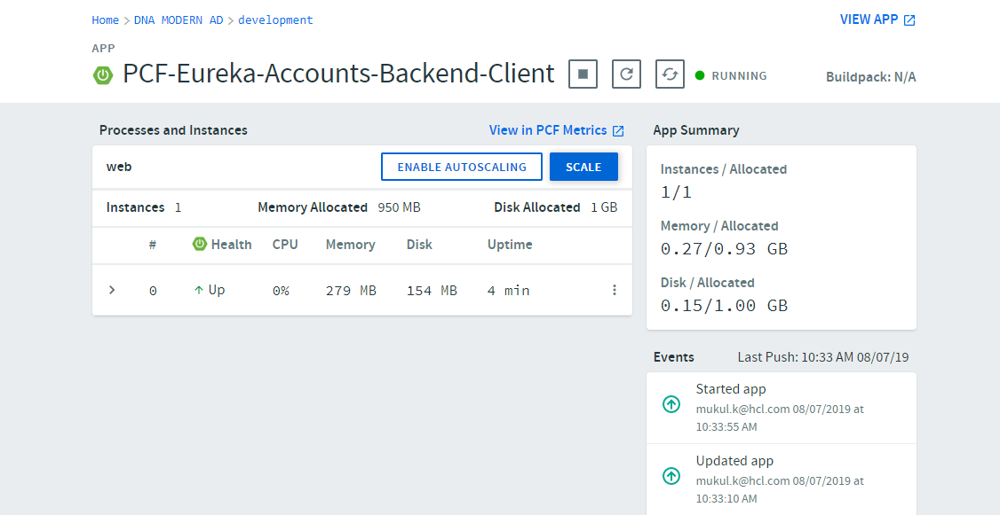 Home > DNA MODERN AD > development
VIEW APP
APP
PCF-Eureka-Accounts-Backend-Client
RUNNING
Buildpack: N/A
Processes and Instances
View in PCF Metrics
App Summary
web
ENABLE AUTOSCALING
SCALE
Instances 1
Memory Allocated 950 MB
Disk Allocated 1 GB
# Health CPU Memory Disk Uptime
0 Up 0% 279 MB 154 MB 4 min
Instances / Allocated
1/1
Memory / Allocated
0.27/0.93 GB
Disk / Allocated
0.15/1.00 GB
Events
Last Push: 10:33 AM 08/07/19
Started app
mukul.k@hcl.com 08/07/2019 at
10:33:55 AM
Updated app
mukul.k@hcl.com 08/07/2019 at
10:33:10 AM